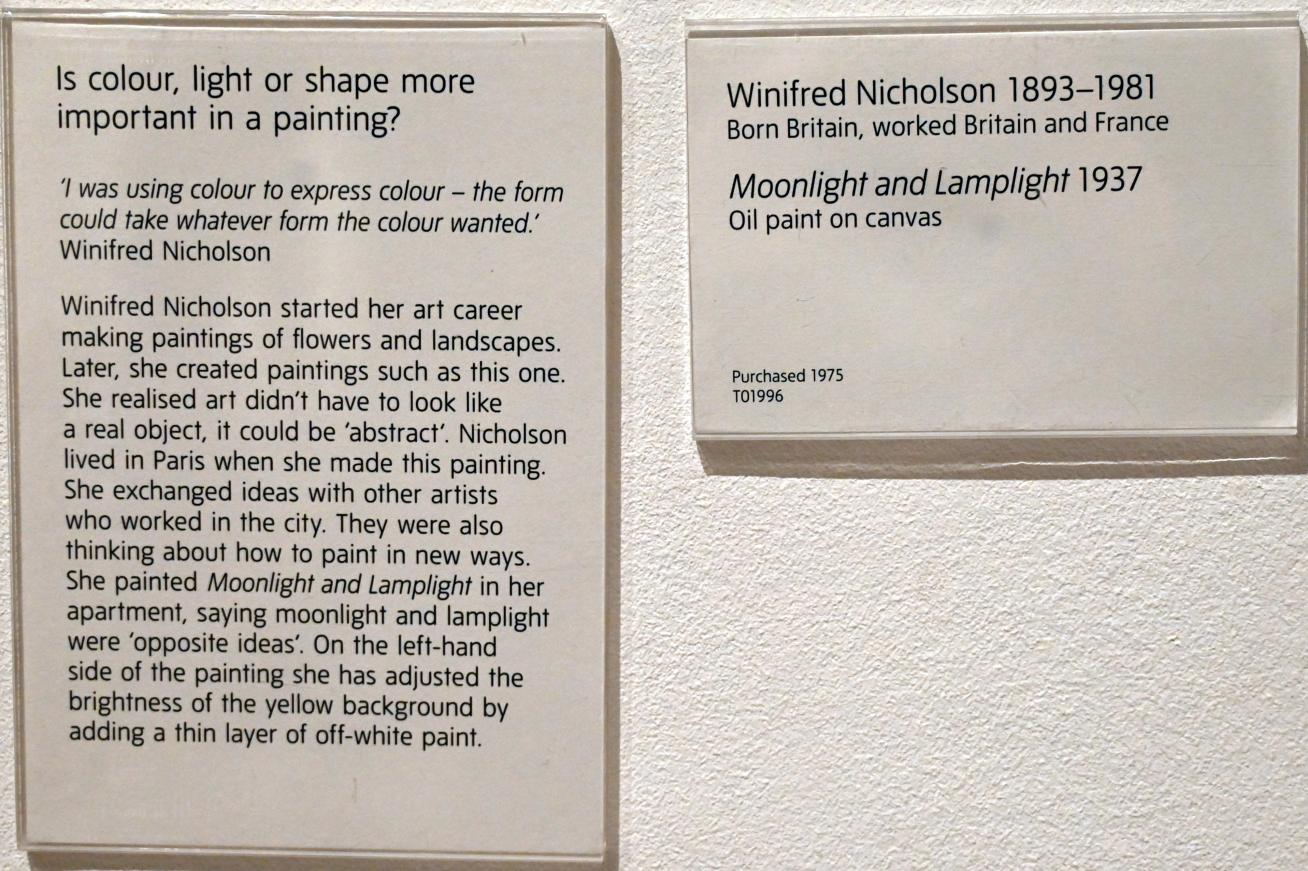 Is colour, light or shape more
important in a painting?
'I was using colour to express colour – the form
could take whatever form the colour wanted.'
Winifred Nicholson
Winifred Nicholson started her art career
making paintings of flowers and landscapes.
Later, she created paintings such as this one.
She realised art didn't have to look like
a real object, it could be 'abstract'. Nicholson
lived in Paris when she made this painting.
She exchanged ideas with other artists
who worked in the city. They were also
thinking about how to paint in new ways.
She painted Moonlight and Lamplight in her
apartment, saying moonlight and lamplight
were 'opposite ideas'. On the left-hand
side of the painting she has adjusted the
brightness of the yellow background by
adding a thin layer of off-white paint.
Winifred Nicholson 1893–1981
Born Britain, worked Britain and France
Moonlight and Lamplight 1937
Oil paint on canvas
Purchased 1975
T01996